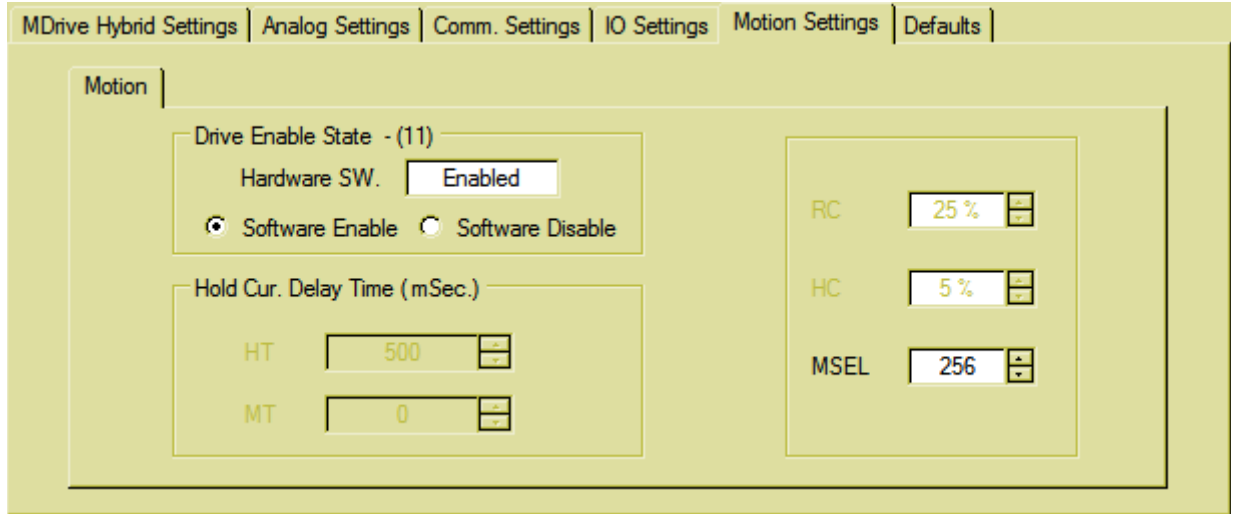 MDrive Hybrid Settings Analog Settings Comm. Settings IO Settings Motion Settings Defaults
Motion
Drive Enable State - (11)
Hardware SW. Enabled
Software Enable Software Disable
Hold Cur. Delay Time ( mSec.)
HT 500
MT 0
RC 25 %
HC 5 %
MSEL 256